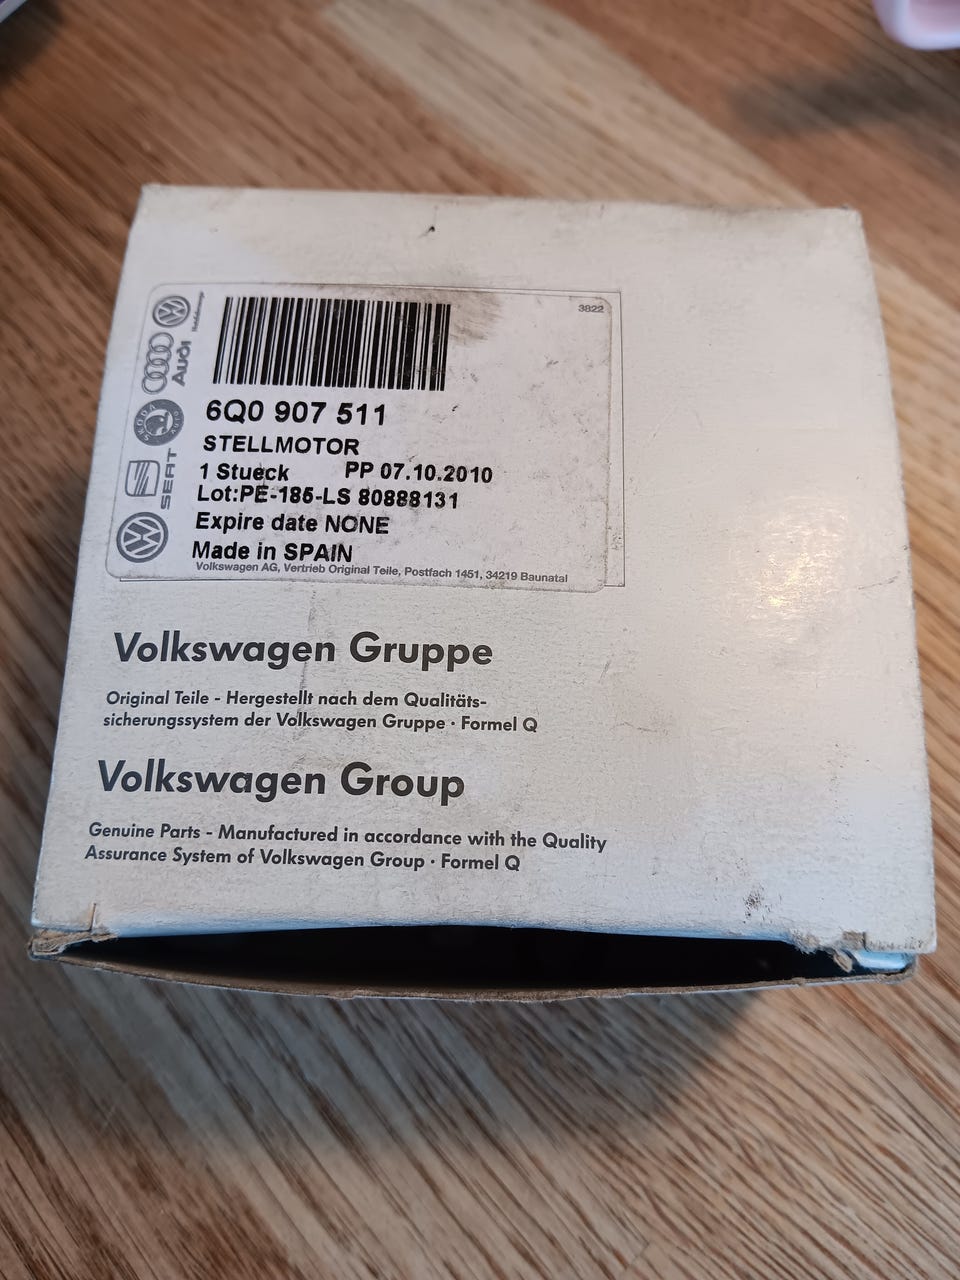 3822
AUDI
SKODA
SEAT
6Q0 907 511
STELLMOTOR
1 Stueck PP 07.10.2010
Lot:PE-185-LS 80888131
Expire date NONE
Made in SPAIN
Volkswagen AG, Vertrieb Original Teile, Postfach 1451, 34219 Baunatal
Volkswagen Gruppe
Original Teile - Hergestellt nach dem Qualitäts-
sicherungssystem der Volkswagen Gruppe · Formel Q
Volkswagen Group
Genuine Parts - Manufactured in accordance with the Quality
Assurance System of Volkswagen Group · Formel Q